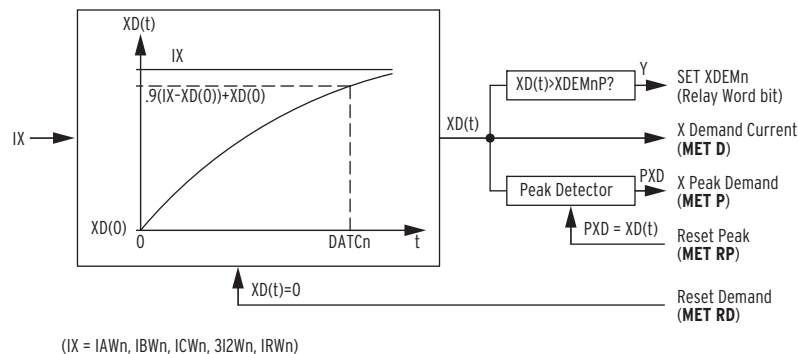 XD(t)
IX
.9(IX-XD(0))+XD(0)
XD(0)
0
DATCn
t
IX
XD(t)
XD(t)>XDEMnP?
Y
SET XDEMn
(Relay Word bit)
X Demand Current
(MET D)
Peak Detector
PXD
X Peak Demand
(MET P)
PXD = XD(t)
Reset Peak
(MET RP)
XD(t)=0
Reset Demand
(MET RD)
(IX = IAWn, IBWn, ICWn, 3I2Wn, IRWn)